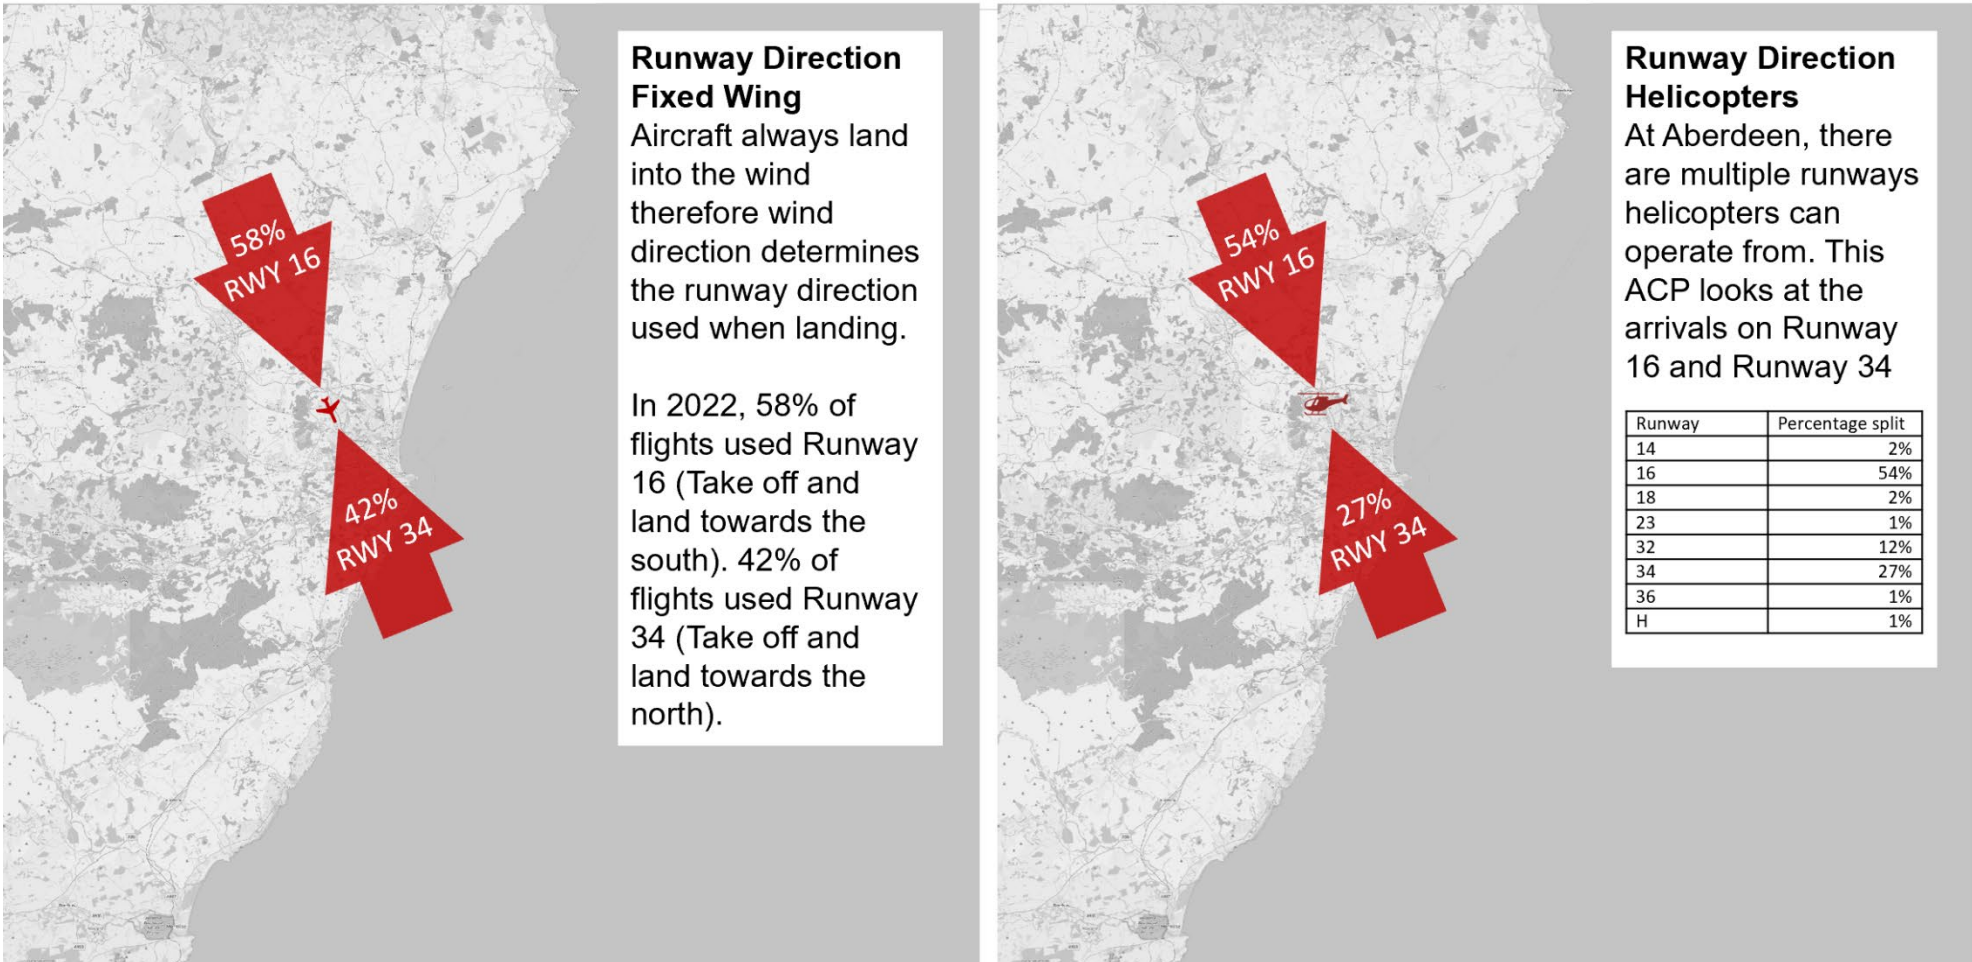 58%
RWY 16
42%
RWY 34
Runway Direction
Fixed Wing
Aircraft always land
into the wind
therefore wind
direction determines
the runway direction
used when landing.
In 2022, 58% of
flights used Runway
16 (Take off and
land towards the
south). 42% of
flights used Runway
34 (Take off and
land towards the
north).
54%
RWY 16
27%
RWY 34
Runway Direction
Helicopters
At Aberdeen, there
are multiple runways
helicopters can
operate from. This
ACP looks at the
arrivals on Runway
16 and Runway 34
Runway Percentage split
14 2%
16 54%
18 2%
23 1%
32 12%
34 27%
36 1%
H 1%